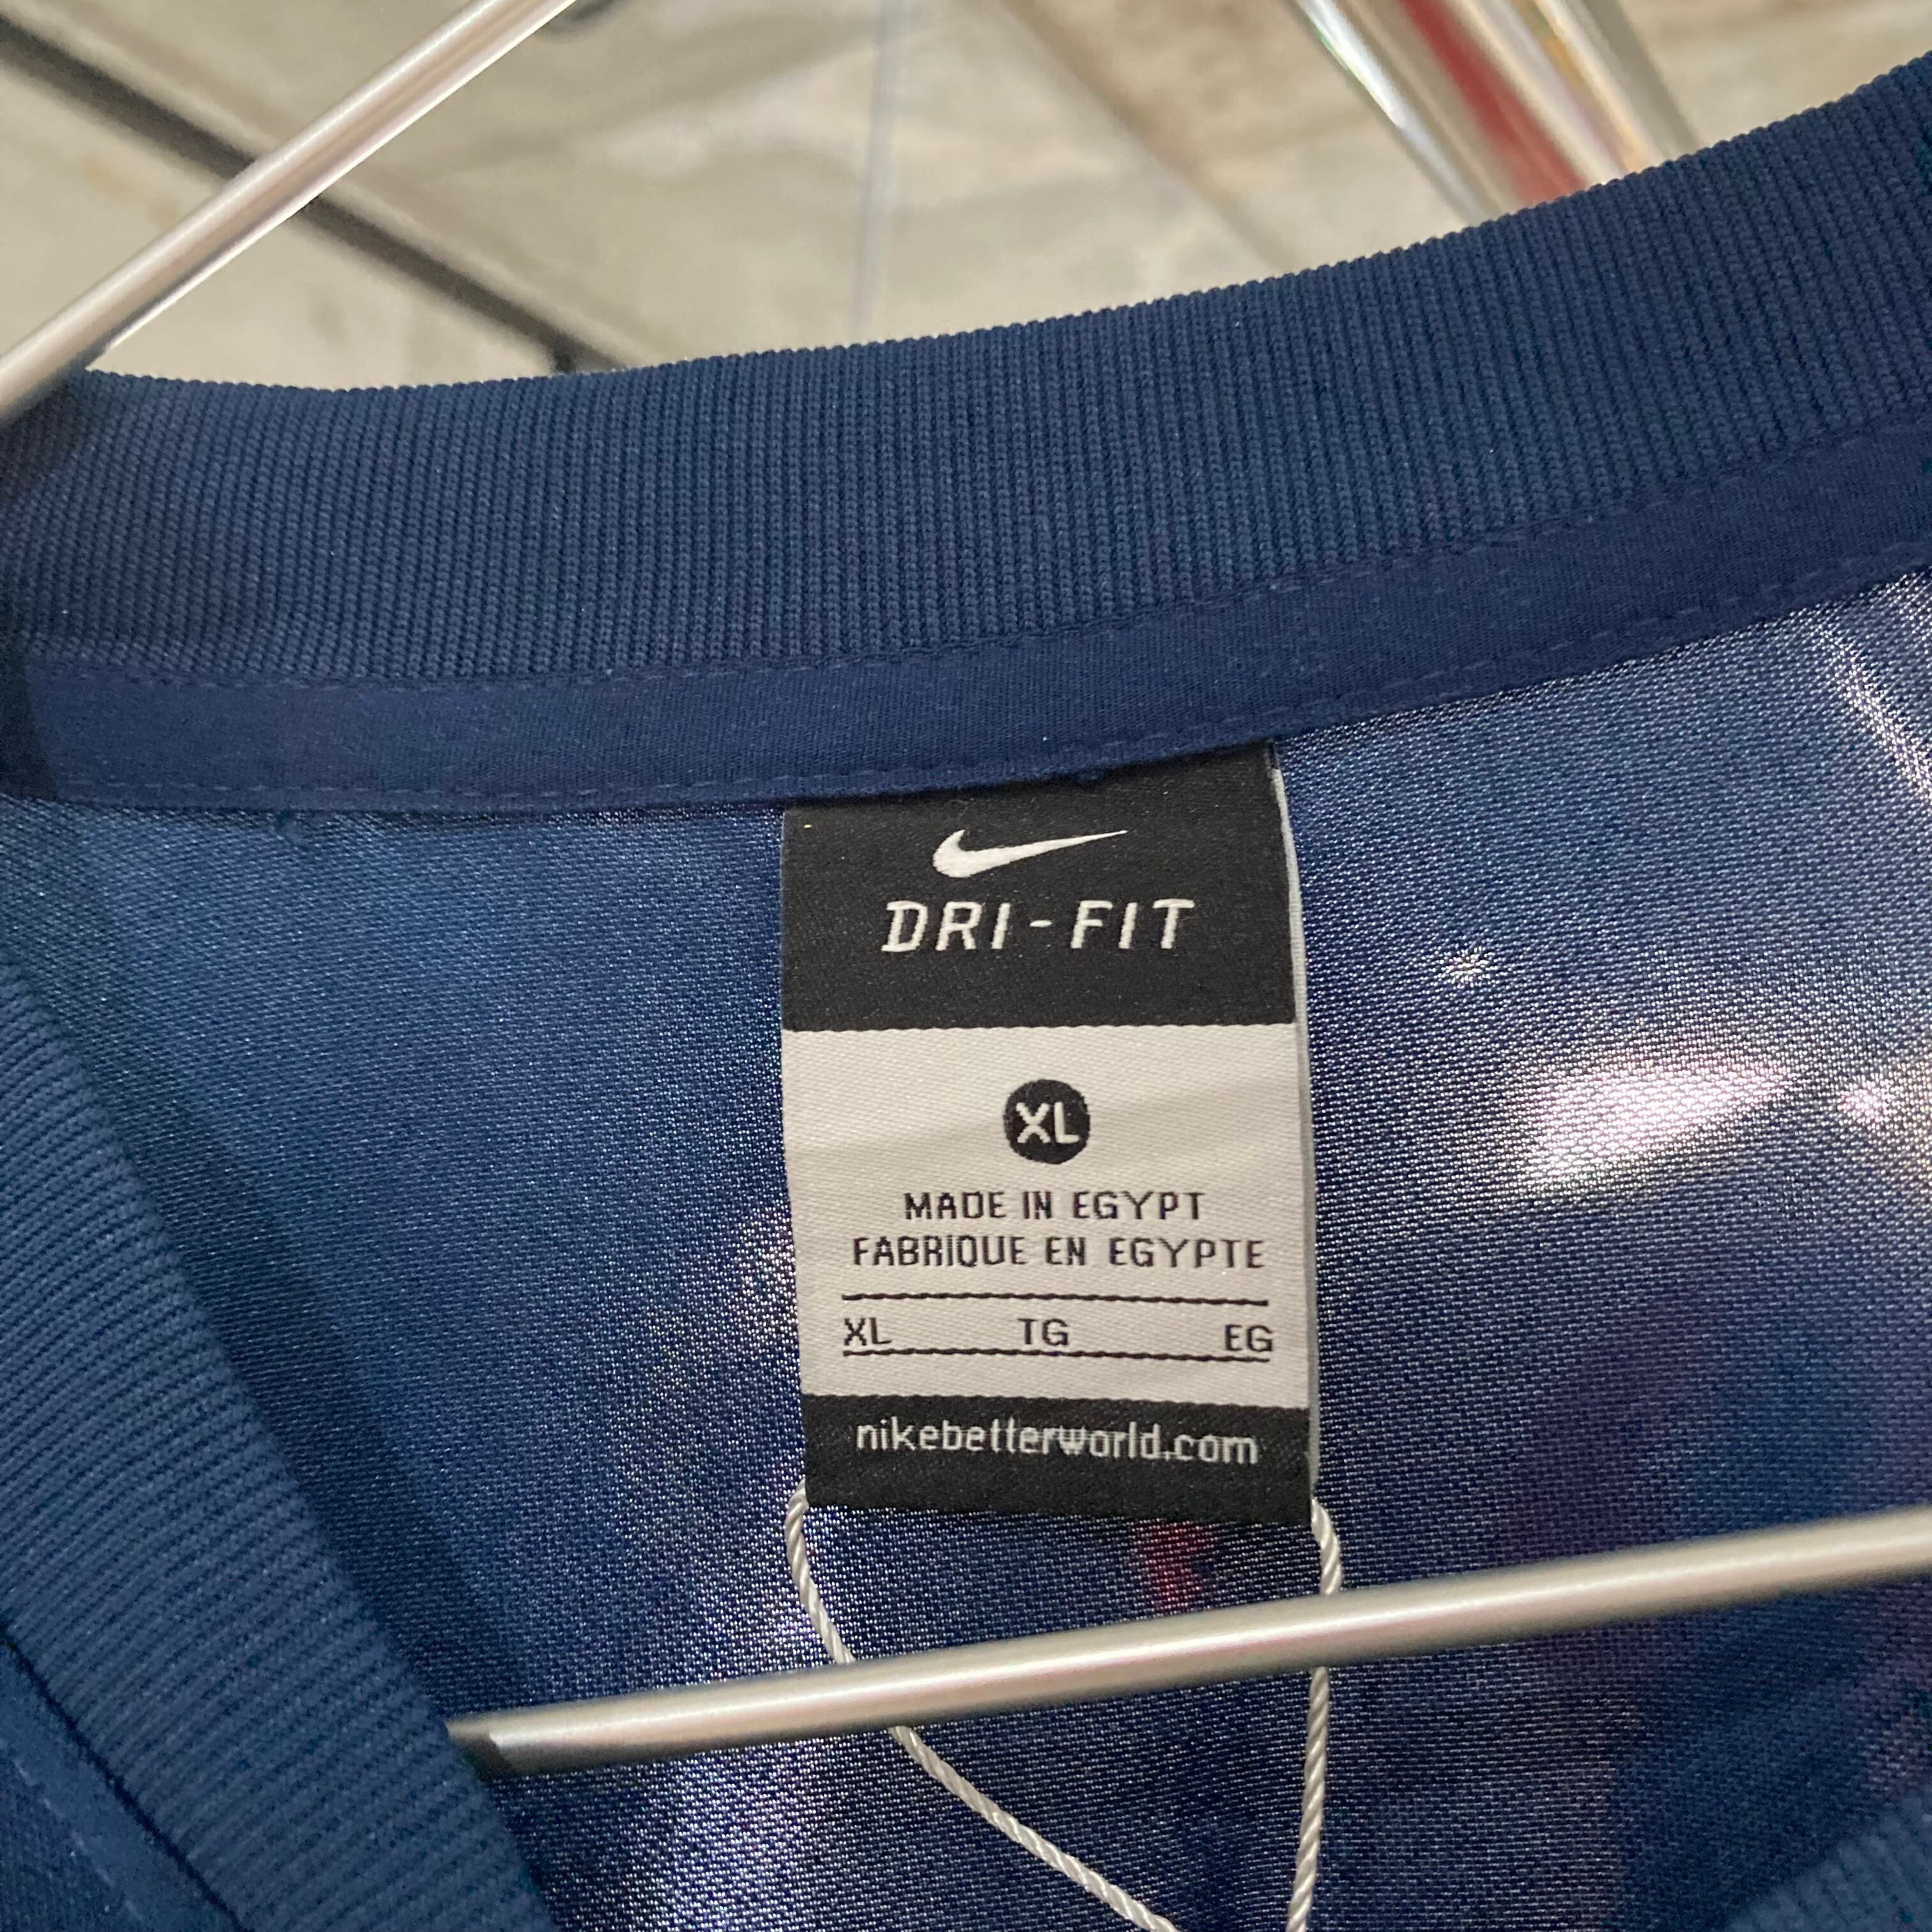 DRI-FIT
XL
MADE IN EGYPT
FABRIQUE EN EGYPTE
XL TG EG
nikebetterworld.com